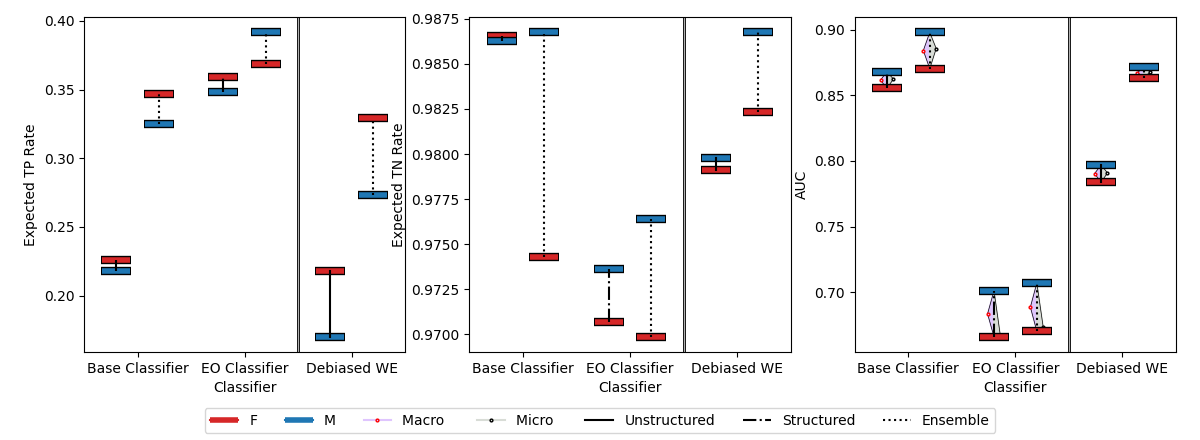 Expected TP Rate
0.40
0.35
0.30
0.25
0.20
Base Classifier EO Classifier Debiased WE
Classifier
Expected TN Rate
0.9875
0.9850
0.9825
0.9800
0.9775
0.9750
0.9725
0.9700
Base Classifier EO Classifier Debiased WE
Classifier
AUC
0.90
0.85
0.80
0.75
0.70
Base Classifier EO Classifier Debiased WE
Classifier
F M Macro Micro Unstructured Structured Ensemble